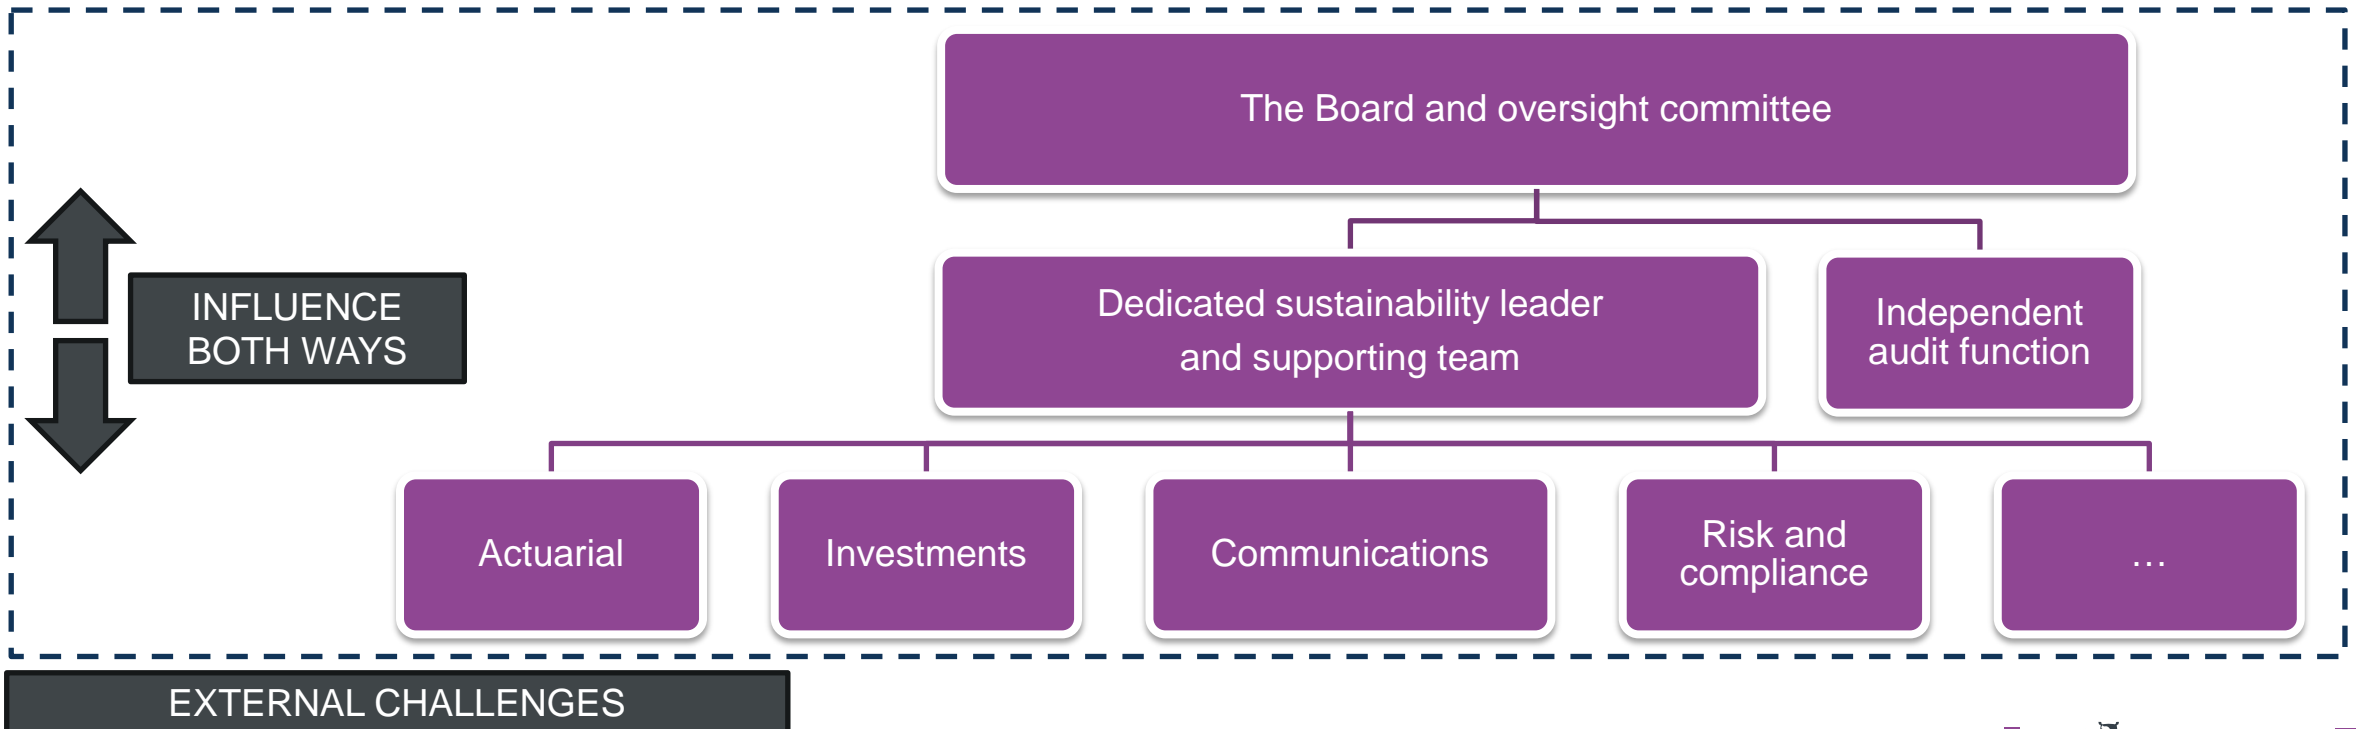 The Board and oversight committee
INFLUENCE
BOTH WAYS
Dedicated sustainability leader
and supporting team
Independent
audit function
Actuarial
Investments
Communications
Risk and
compliance
…
EXTERNAL CHALLENGES